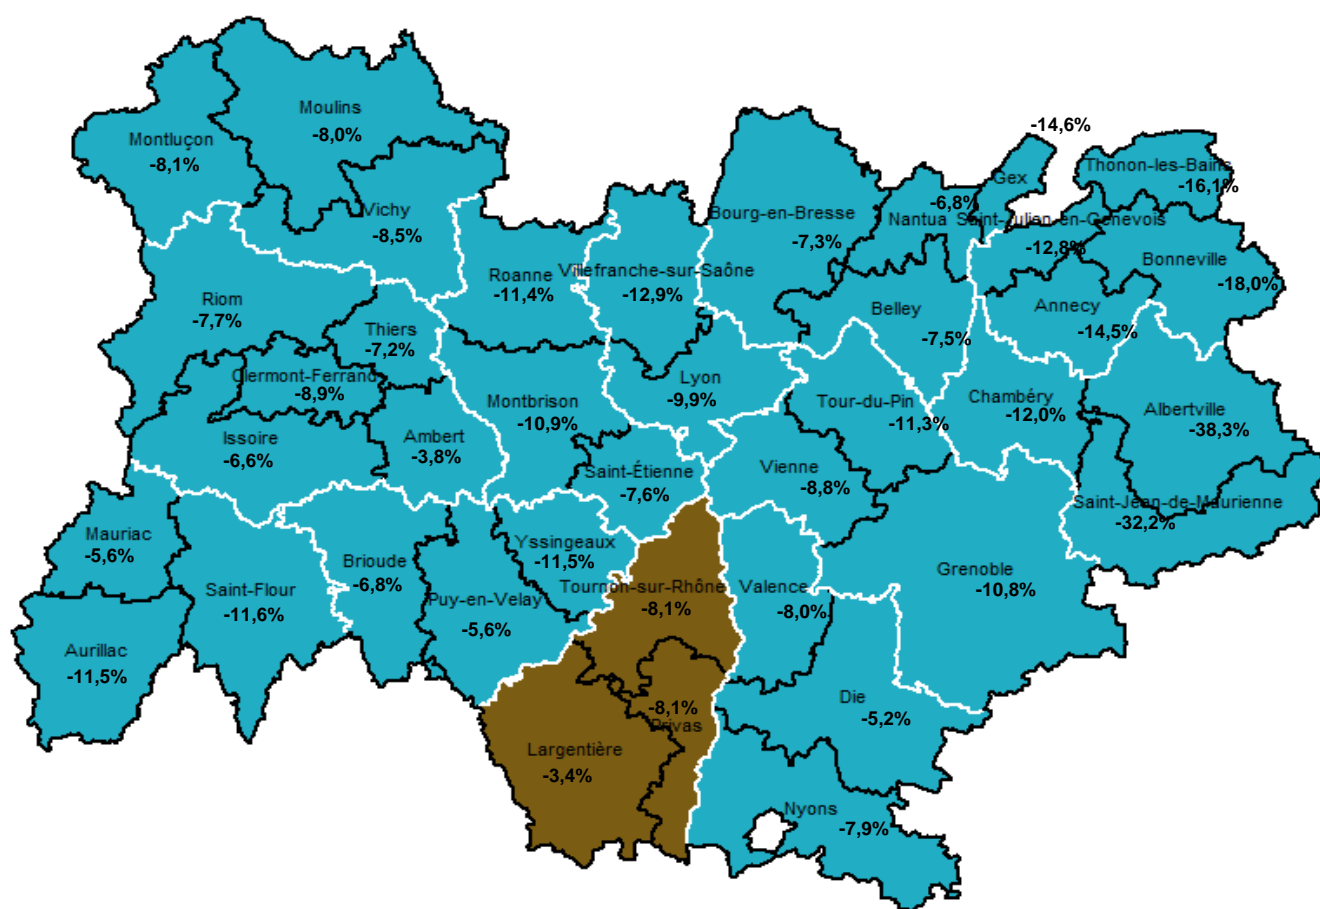 Moulins
-8,0%
Montluçon
-8,1%
-14,6%
Gex
Thonon-les-Bains
-16,1%
Vichy
-8,5%
Bourg-en-Bresse
-7,3%
-6,8%
Nantua
Saint-Julien-en-Genevois
-12,8%
Bonneville
-18,0%
Roanne
-11,4%
Villefranche-sur-Saône
-12,9%
Riom
-7,7%
Thiers
-7,2%
Belley
-7,5%
Annecy
-14,5%
Clermont-Ferrand
-8,9%
Lyon
-9,9%
Montbrison
-10,9%
Tour-du-Pin
-11,3%
Chambéry
-12,0%
Albertville
-38,3%
Issoire
-6,6%
Ambert
-3,8%
Saint-Étienne
-7,6%
Vienne
-8,8%
Saint-Jean-de-Maurienne
-32,2%
Mauriac
-5,6%
Saint-Flour
-11,6%
Brioude
-6,8%
Yssingeaux
-11,5%
Puy-en-Velay
-5,6%
Tournon-sur-Rhône
-8,1%
Valence
-8,0%
Grenoble
-10,8%
Aurillac
-11,5%
-8,1%
Privas
Die
-5,2%
Largentière
-3,4%
Nyons
-7,9%